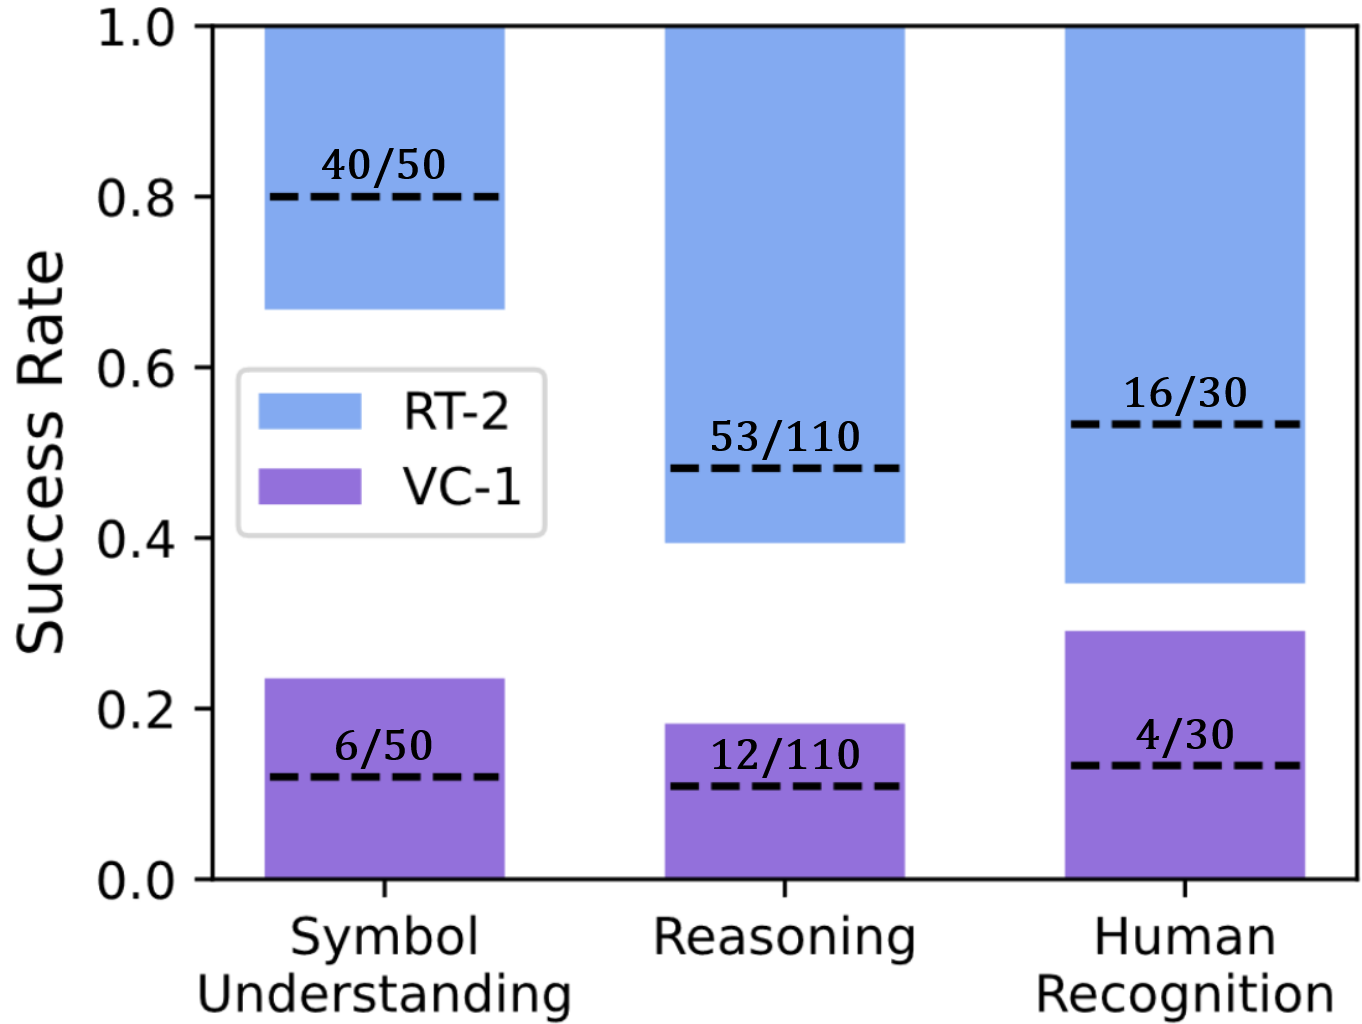 1.0
0.8
0.6
0.4
0.2
0.0
Success Rate
40/50
53/110
16/30
RT-2
VC-1
6/50
12/110
4/30
Symbol
Understanding
Reasoning
Human
Recognition